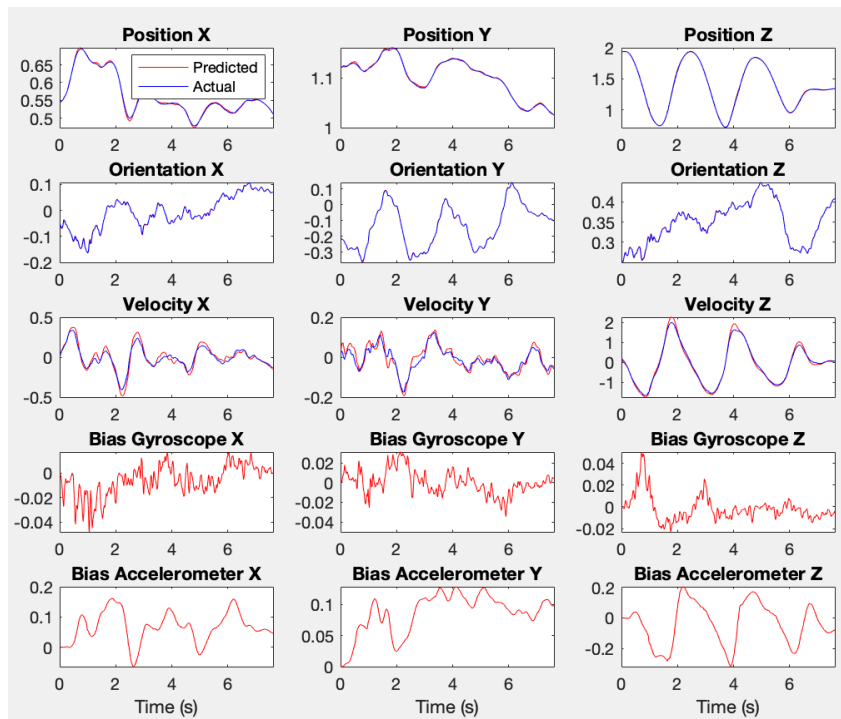 Position X Position Y Position Z
Predicted
Actual
0.65
0.6
0.55
0.5
0 2 4 6
1.1
1
0 2 4 6
2
1.5
1
0 2 4 6
Orientation X Orientation Y Orientation Z
0.1
0
-0.1
-0.2
0 2 4 6
0.1
0
-0.1
-0.2
-0.3
0 2 4 6
0.4
0.3
0 2 4 6
Velocity X Velocity Y Velocity Z
0.5
0
-0.5
0 2 4 6
0.2
0
-0.2
0 2 4 6
2
1
0
-1
0 2 4 6
Bias Gyroscope X Bias Gyroscope Y Bias Gyroscope Z
0
-0.02
-0.04
0 2 4 6
0.02
0
-0.02
-0.04
0 2 4 6
0.04
0.02
0
-0.02
0 2 4 6
Bias Accelerometer X Bias Accelerometer Y Bias Accelerometer Z
0.2
0.1
0
0 2 4 6
Time (s)
0.1
0.05
0
0 2 4 6
Time (s)
0.2
0
-0.2
0 2 4 6
Time (s)